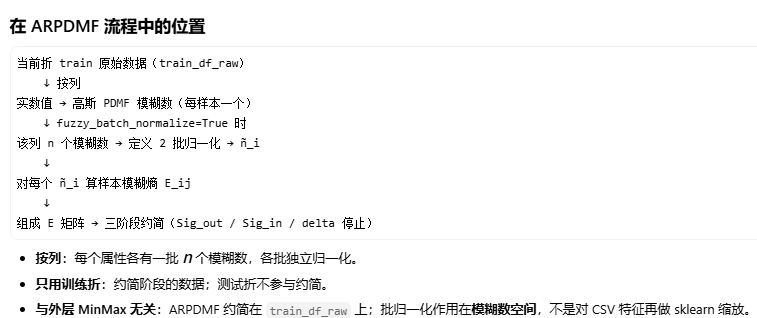 在 ARPDMF 流程中的位置
当前折 train 原始数据（train_df_raw）
↓ 按列
实数值 → 高斯 PDMF 模糊数（每样本一个）
↓ fuzzy_batch_normalize=True 时
该列 n 个模糊数 → 定义 2 批归一化 → ñ_i
↓
对每个 ñ_i 算样本模糊熵 E_ij
↓
组成 E 矩阵 → 三阶段约简（Sig_out / Sig_in / delta 停止）
• 按列：每个属性各有一批 n 个模糊数，各批独立归一化。
• 只用训练折：约简阶段的数据；测试折不参与约简。
• 与外层 MinMax 无关：ARPDMF 约简在 train_df_raw 上；批归一化作用在模糊数空间，不是对 CSV 特征再做 sklearn 缩放。